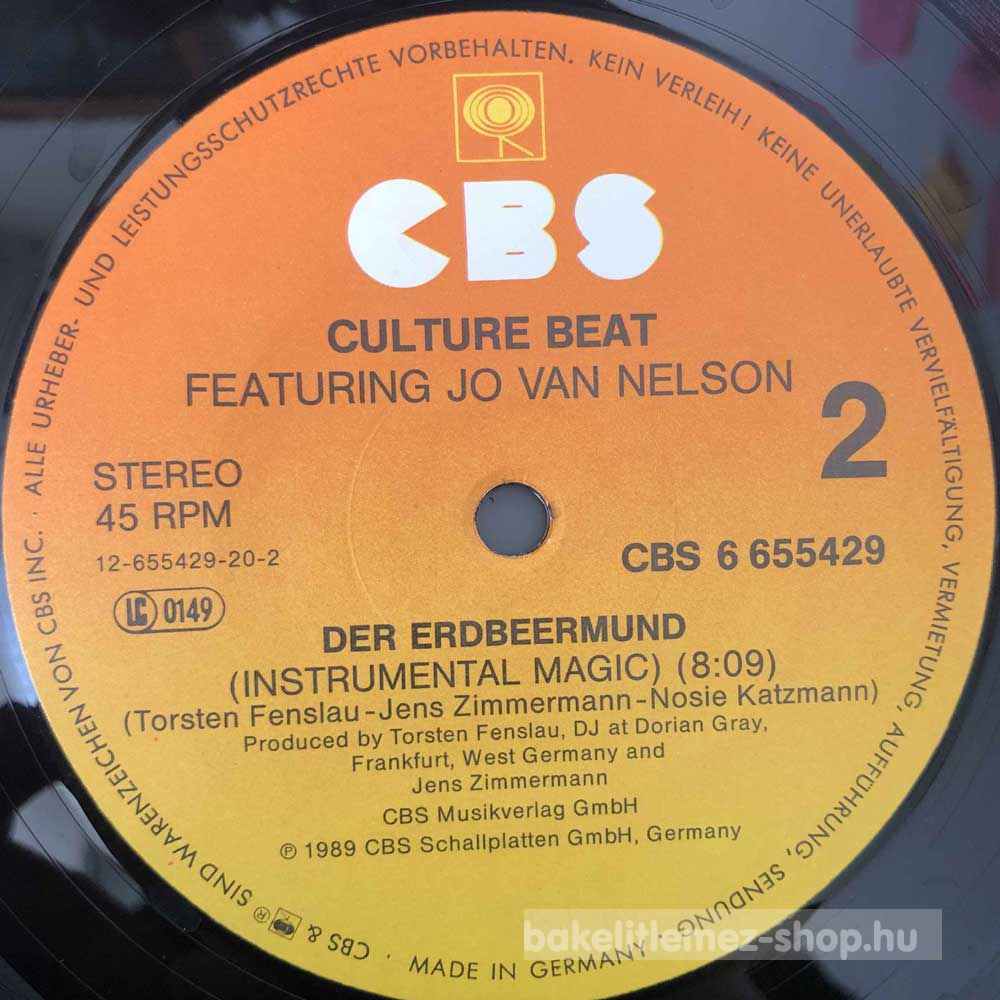 ALLE URHEBER- UND LEISTUNGSSCHUTZRECHTE VORBEHALTEN. KEIN VERLEIH! KEINE UNERLAUBTE VERVIELFÄLTIGUNG, VERMIETUNG, AUFFÜHRUNG, SENDUNG
CBS
CULTURE BEAT
FEATURING JO VAN NELSON
2
STEREO
45 RPM
12-655429-20-2
CBS 6 655429
LC 0149
DER ERDBEERMUND
(INSTRUMENTAL MAGIC) (8:09)
(Torsten Fenslau-Jens Zimmermann-Nosie Katzmann)
Produced by Torsten Fenslau, DJ at Dorian Gray,
Frankfurt, West Germany and
Jens Zimmermann
CBS Musikverlag GmbH
℗ 1989 CBS Schallplatten GmbH, Germany
· MADE IN GERMANY ·
CBS & ® SIND WARENZEICHEN VON CBS INC. ·
bakelitlemez-shop.hu